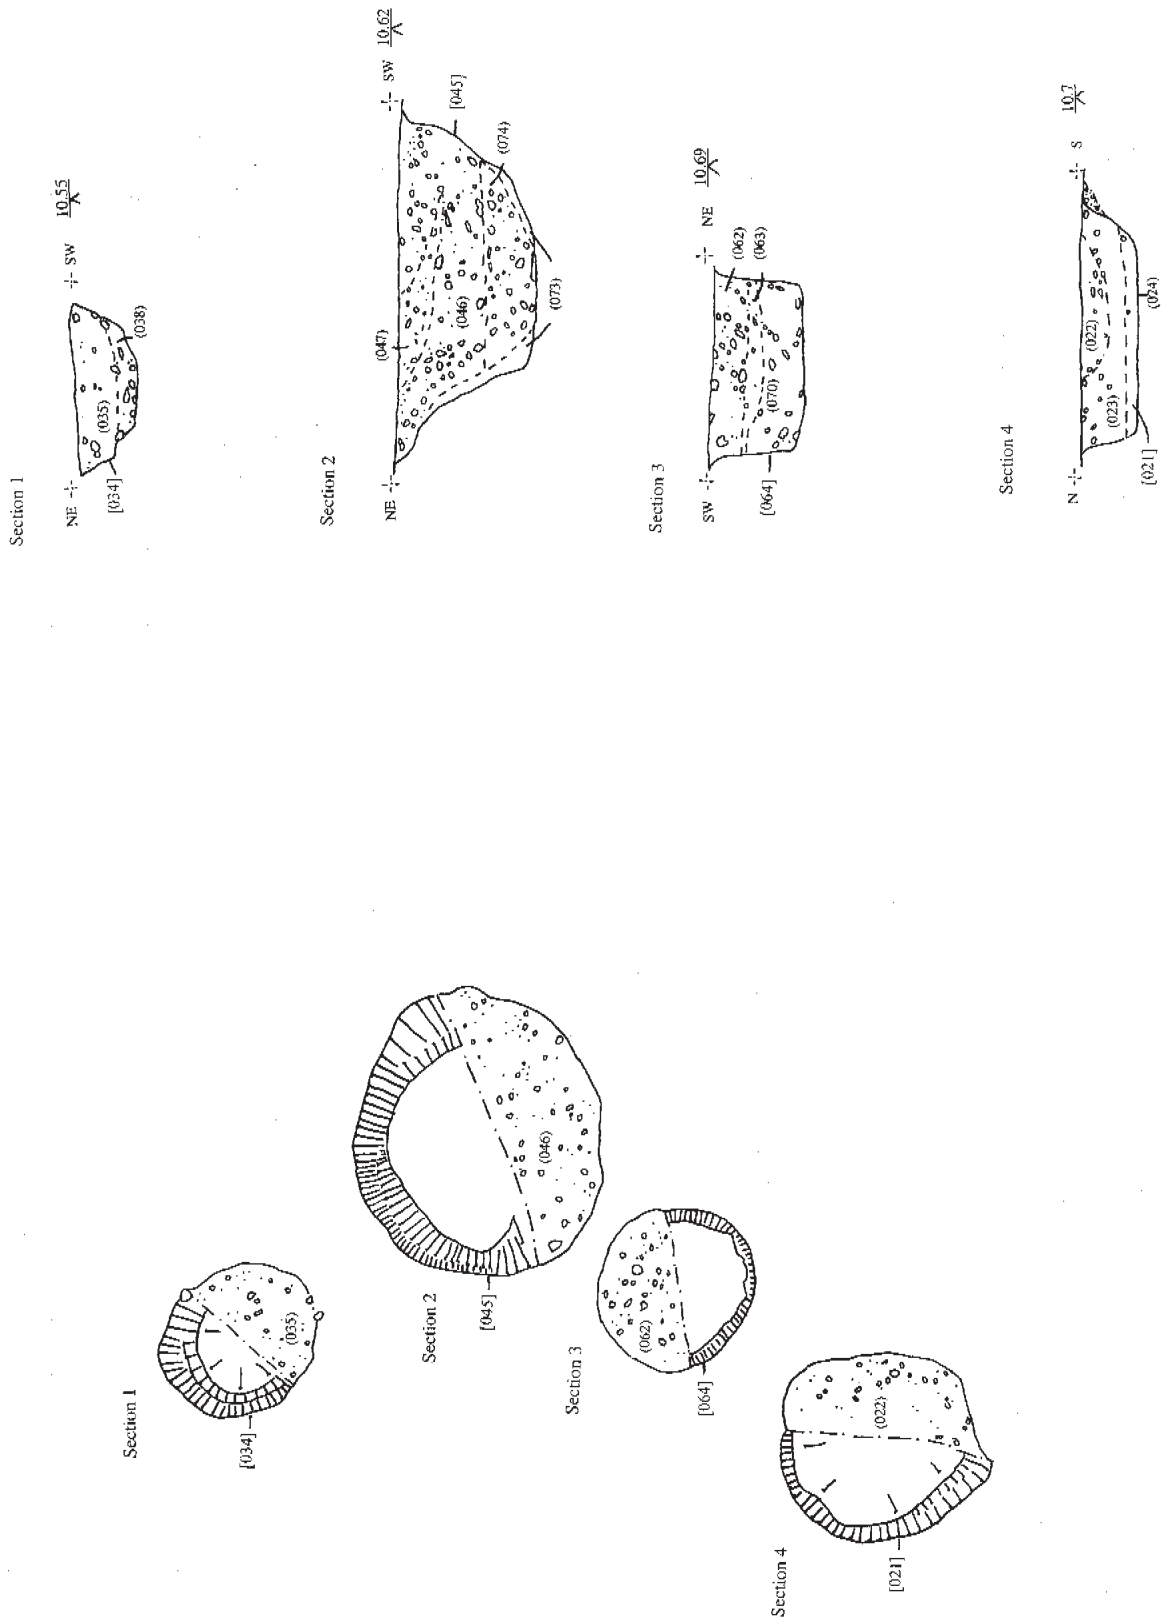 Section 1
NE
SW
10.55
(035)
(038)
[034]
Section 2
NE
SW
10.62
(047)
(046)
[045]
(074)
(073)
Section 3
SW
NE
10.69
(062)
(063)
(070)
[064]
Section 4
N
S
10.7
(022)
(023)
(024)
[021]
Section 1
[034]
(035)
Section 2
[045]
(046)
Section 3
(062)
[064]
Section 4
(022)
[021]